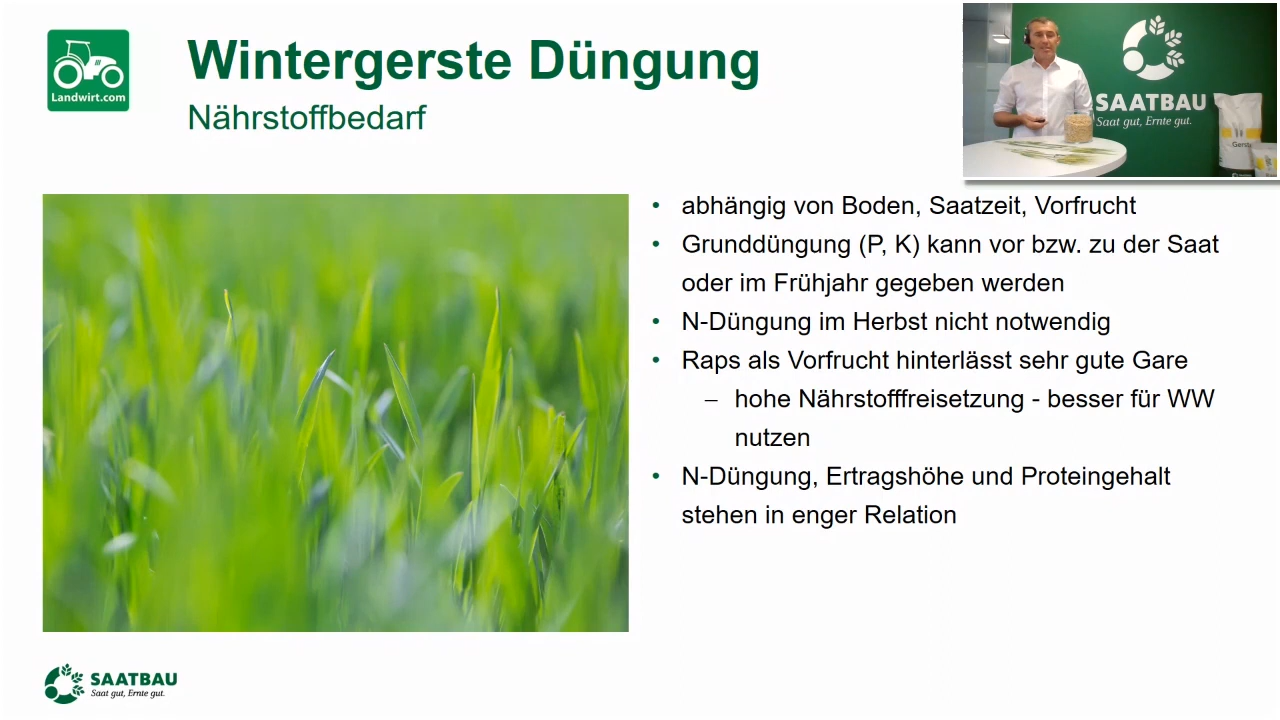 Landwirt.com
Wintergerste Düngung
Nährstoffbedarf
SAATBAU
Saat gut, Ernte gut.
Gerste
• abhängig von Boden, Saatzeit, Vorfrucht
• Grunddüngung (P, K) kann vor bzw. zu der Saat
oder im Frühjahr gegeben werden
• N-Düngung im Herbst nicht notwendig
• Raps als Vorfrucht hinterlässt sehr gute Gare
– hohe Nährstofffreisetzung - besser für WW
nutzen
• N-Düngung, Ertragshöhe und Proteingehalt
stehen in enger Relation
SAATBAU
Saat gut, Ernte gut.